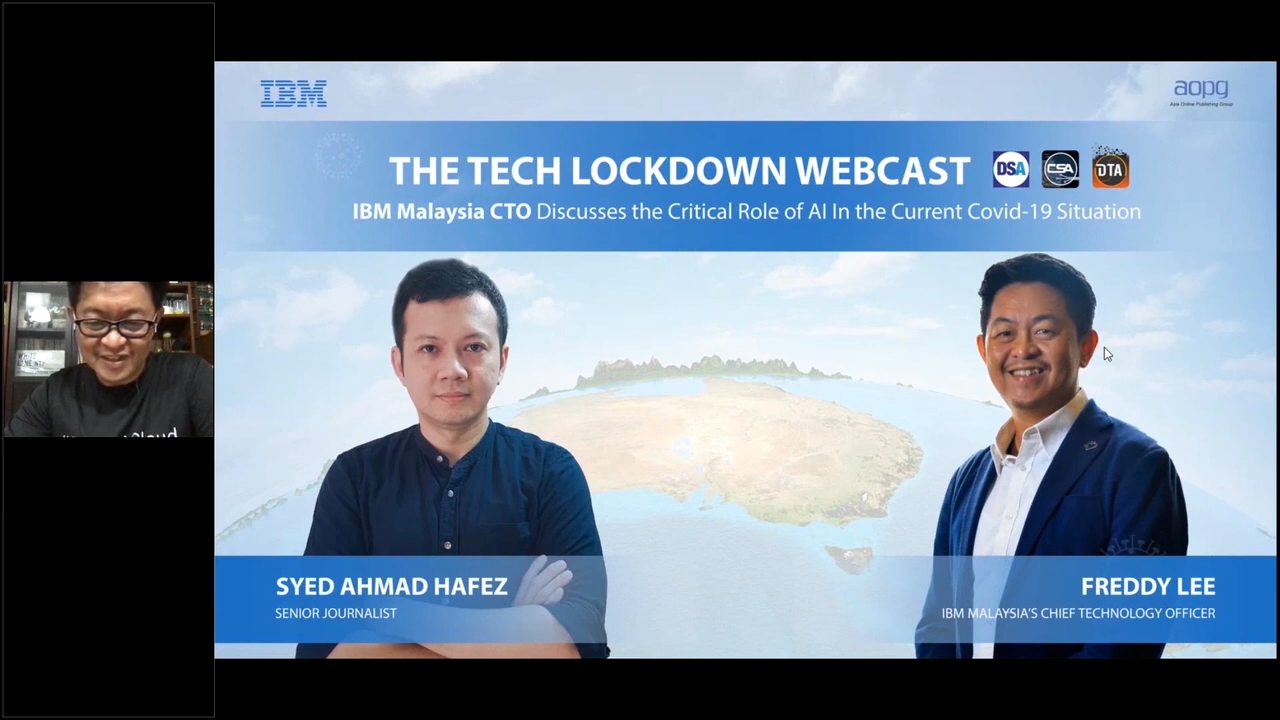 IBM
aopg
Asia Online Publishing Group
THE TECH LOCKDOWN WEBCAST
DSA
CSA
DTA
IBM Malaysia CTO Discusses the Critical Role of AI In the Current Covid-19 Situation
SYED AHMAD HAFEZ
SENIOR JOURNALIST
FREDDY LEE
IBM MALAYSIA'S CHIEF TECHNOLOGY OFFICER